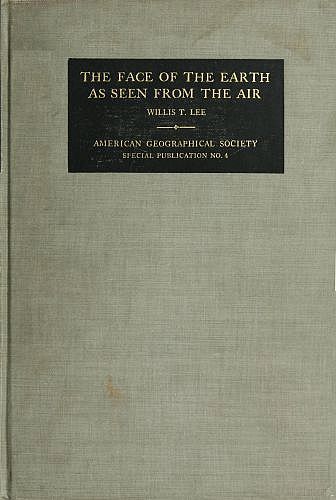 THE FACE OF THE EARTH
AS SEEN FROM THE AIR
WILLIS T. LEE
AMERICAN GEOGRAPHICAL SOCIETY
SPECIAL PUBLICATION NO. 4